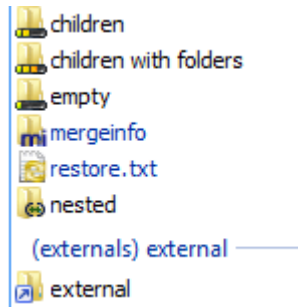 children
children with folders
empty
mergeinfo
restore.txt
nested
(externals) external
external